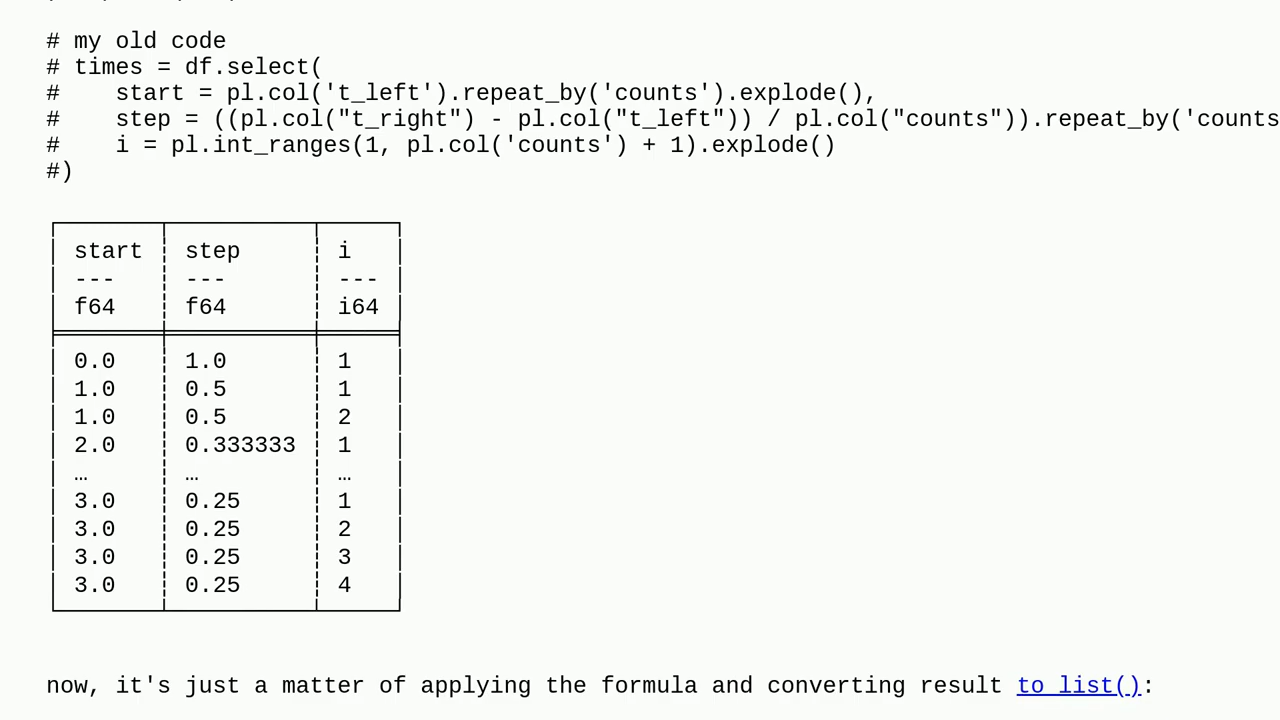 # my old code
# times = df.select(
#    start = pl.col('t_left').repeat_by('counts').explode(),
#    step = ((pl.col("t_right") - pl.col("t_left")) / pl.col("counts")).repeat_by('counts
#    i = pl.int_ranges(1, pl.col('counts') + 1).explode()
#)
start step i
--- --- ---
f64 f64 i64
0.0 1.0 1
1.0 0.5 1
1.0 0.5 2
2.0 0.333333 1
… … …
3.0 0.25 1
3.0 0.25 2
3.0 0.25 3
3.0 0.25 4
now, it's just a matter of applying the formula and converting result to_list():